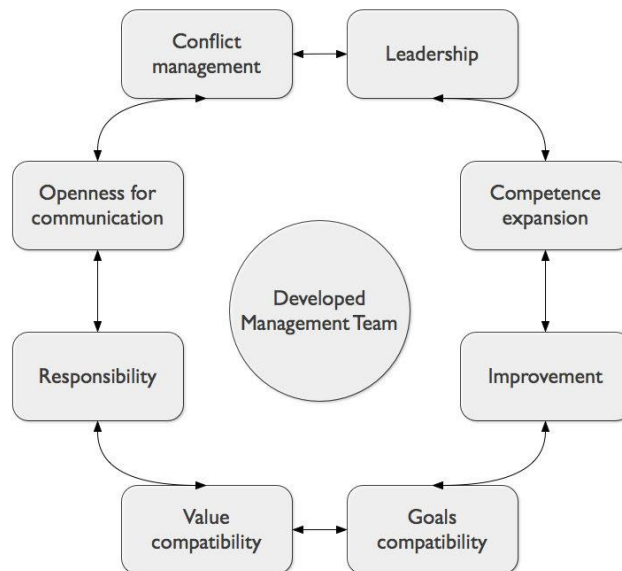 Conflict
management
Leadership
Openness for
communication
Competence
expansion
Developed
Management Team
Responsibility
Improvement
Value
compatibility
Goals
compatibility